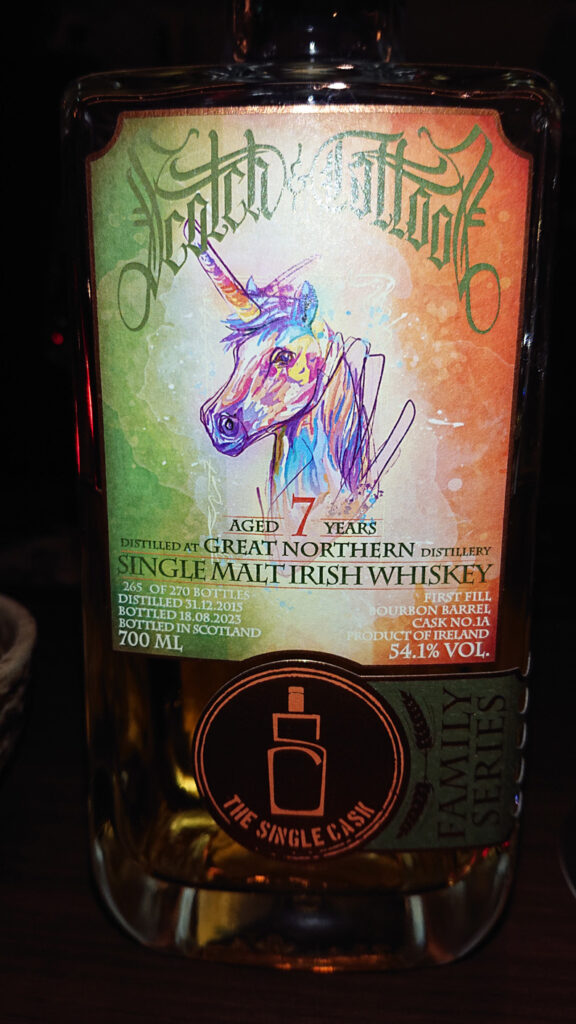 Scotch & Tattoos
AGED 7 YEARS
DISTILLED AT GREAT NORTHERN DISTILLERY
SINGLE MALT IRISH WHISKEY
265 OF 270 BOTTLES
DISTILLED 31.12.2015
BOTTLED 18.08.2023
BOTTLED IN SCOTLAND
700 ML
FIRST FILL
BOURBON BARREL
CASK NO.1A
PRODUCT OF IRELAND
54.1% VOL.
THE SINGLE CASK
FAMILY
SERIES